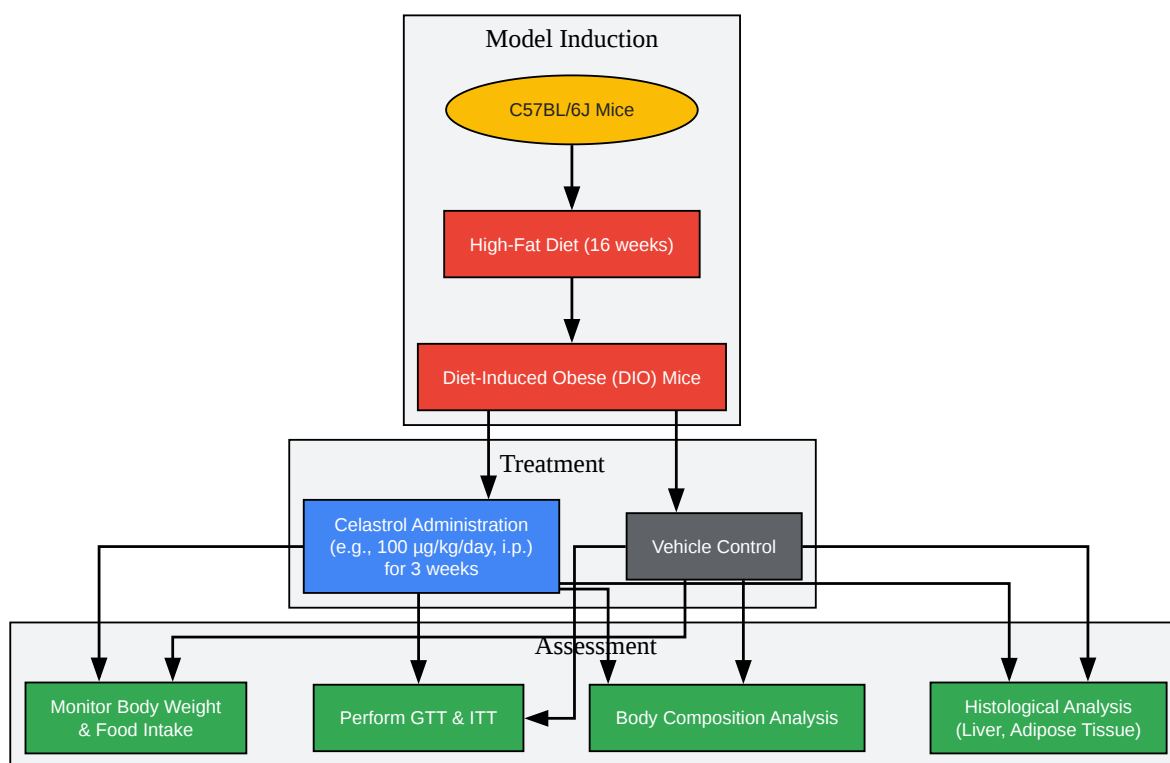 Model Induction
C57BL/6J Mice
High-Fat Diet (16 weeks)
Diet-Induced Obese (DIO) Mice
Treatment
Celastrol Administration
(e.g., 100 µg/kg/day, i.p.)
for 3 weeks
Vehicle Control
Assessment
Monitor Body Weight
& Food Intake
Perform GTT & ITT
Body Composition Analysis
Histological Analysis
(Liver, Adipose Tissue)